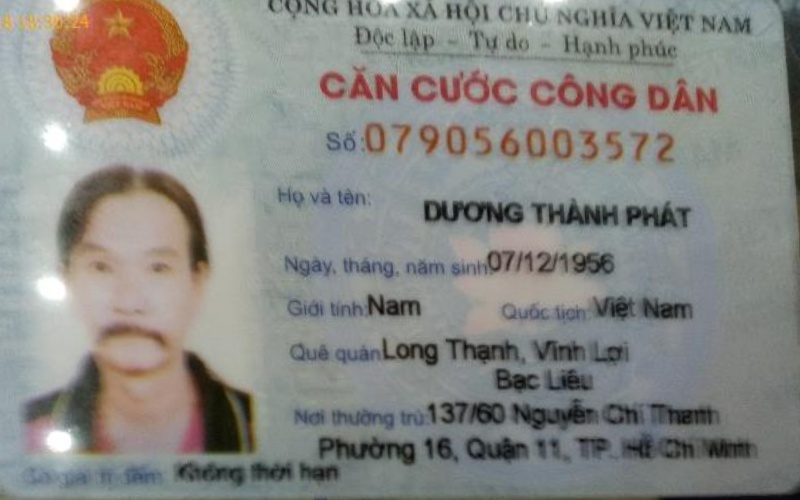 8 18:30:24
CỘNG HÒA XÃ HỘI CHỦ NGHĨA VIỆT NAM
Độc lập - Tự do - Hạnh phúc
CĂN CƯỚC CÔNG DÂN
Số: 079056003572
Họ và tên:
DƯƠNG THÀNH PHÁT
Ngày, tháng, năm sinh: 07/12/1956
Giới tính: Nam Quốc tịch: Việt Nam
Quê quán: Long Thạnh, Vĩnh Lợi
Bạc Liêu
Nơi thường trú: 137/60 Nguyễn Chí Thanh
Phường 16, Quận 11, TP. Hồ Chí Minh
Có giá trị đến: Không thời hạn